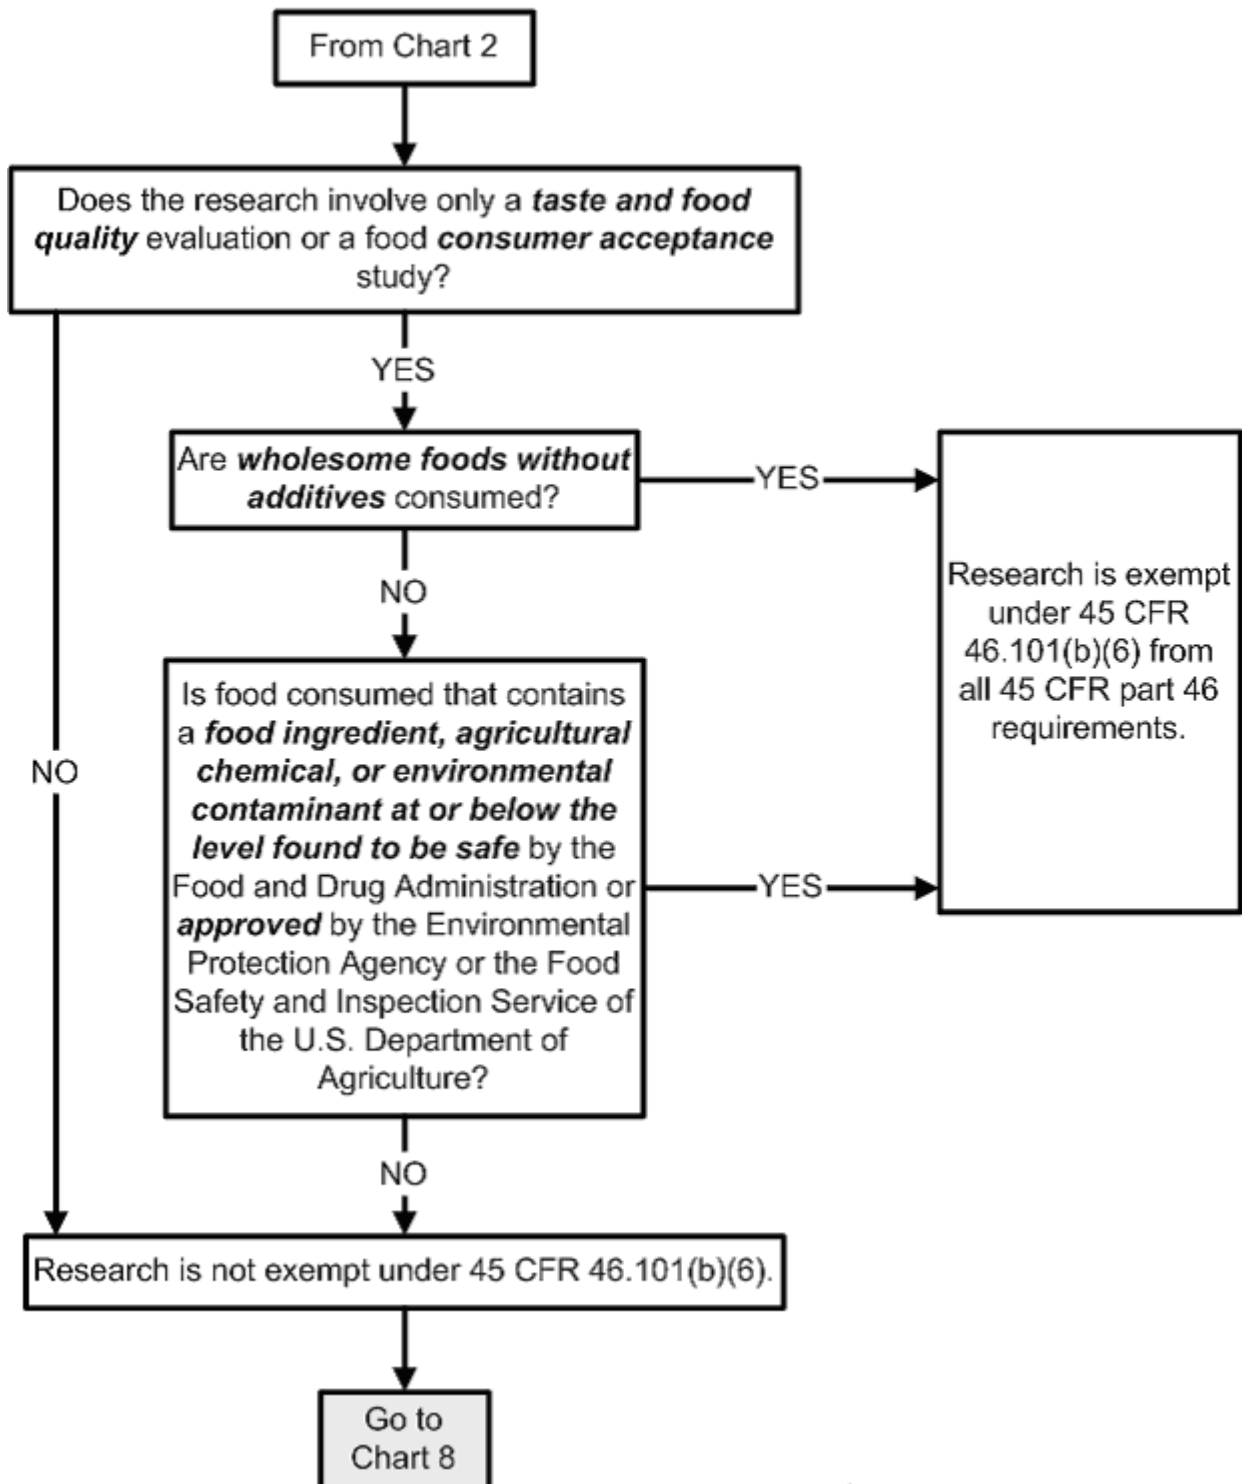 From Chart 2
Does the research involve only a taste and food
quality evaluation or a food consumer acceptance
study?
YES
Are wholesome foods without
additives consumed?
YES
NO
Is food consumed that contains
a food ingredient, agricultural
chemical, or environmental
contaminant at or below the
level found to be safe by the
Food and Drug Administration or
approved by the Environmental
Protection Agency or the Food
Safety and Inspection Service of
the U.S. Department of
Agriculture?
YES
Research is exempt
under 45 CFR
46.101(b)(6) from
all 45 CFR part 46
requirements.
NO
NO
Research is not exempt under 45 CFR 46.101(b)(6).
Go to
Chart 8